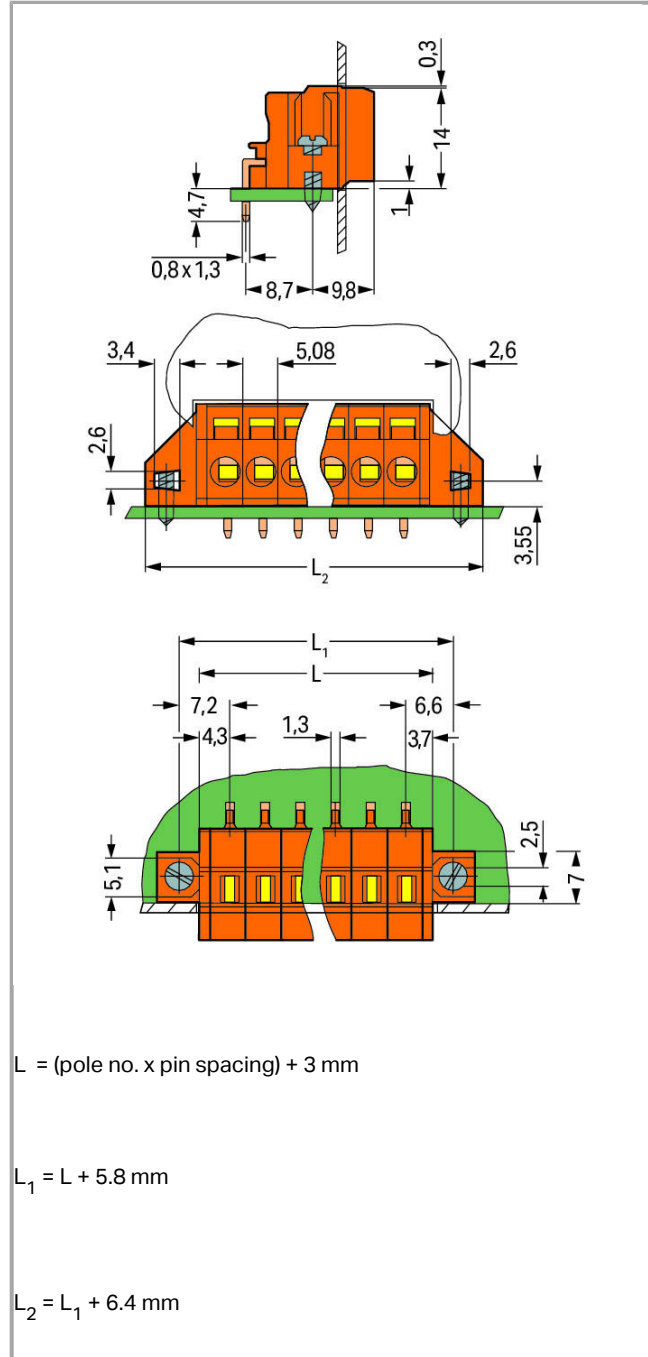 0,3
14
1
4,7
0,8 x 1,3
8,7
9,8
3,4
5,08
2,6
2,6
3,55
L2
L1
L
7,2
6,6
4,3
1,3
3,7
2,5
5,1
7
L = (pole no. x pin spacing) + 3 mm
L1 = L + 5.8 mm
L2 = L1 + 6.4 mm